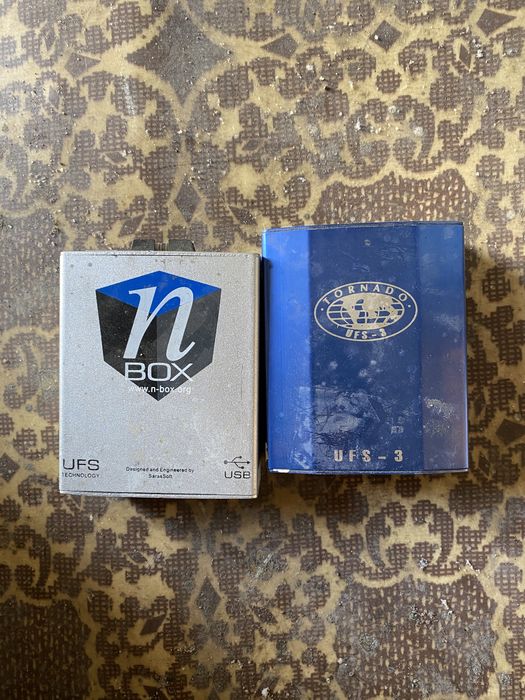 n
BOX
www.n-box.org
UFS
TECHNOLOGY
Designed and Engineered by
SarasSoft
USB
TORNADO
UFS-3
UFS-3